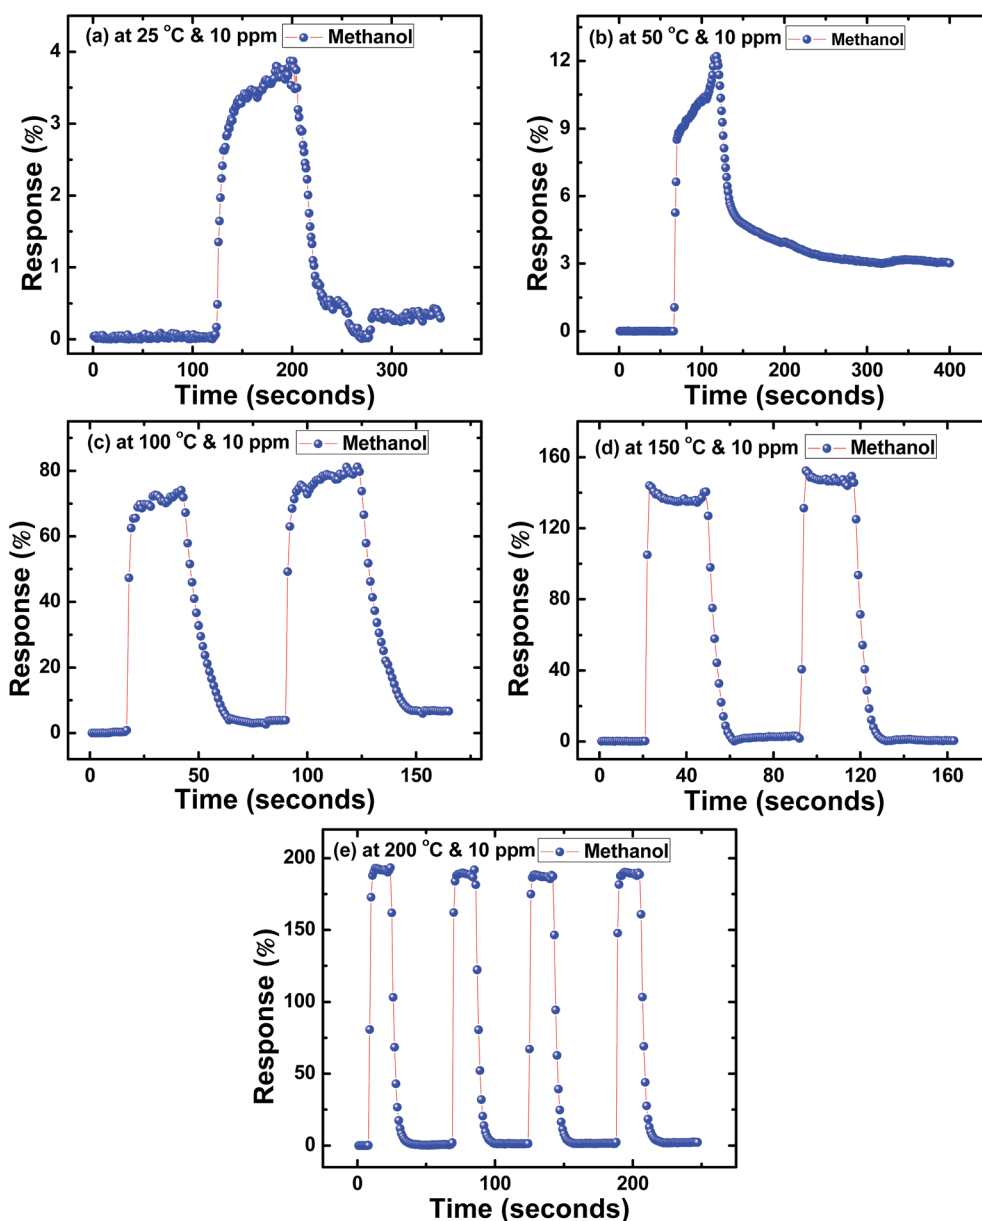 (a) at 25 °C & 10 ppm Methanol
4
3
2
1
0
Response (%)
0 100 200 300
Time (seconds)
(b) at 50 °C & 10 ppm Methanol
12
9
6
3
0
Response (%)
0 100 200 300 400
Time (seconds)
(c) at 100 °C & 10 ppm Methanol
80
60
40
20
0
Response (%)
0 50 100 150
Time (seconds)
(d) at 150 °C & 10 ppm Methanol
160
120
80
40
0
Response (%)
0 40 80 120 160
Time (seconds)
(e) at 200 °C & 10 ppm Methanol
200
150
100
50
0
Response (%)
0 100 200
Time (seconds)